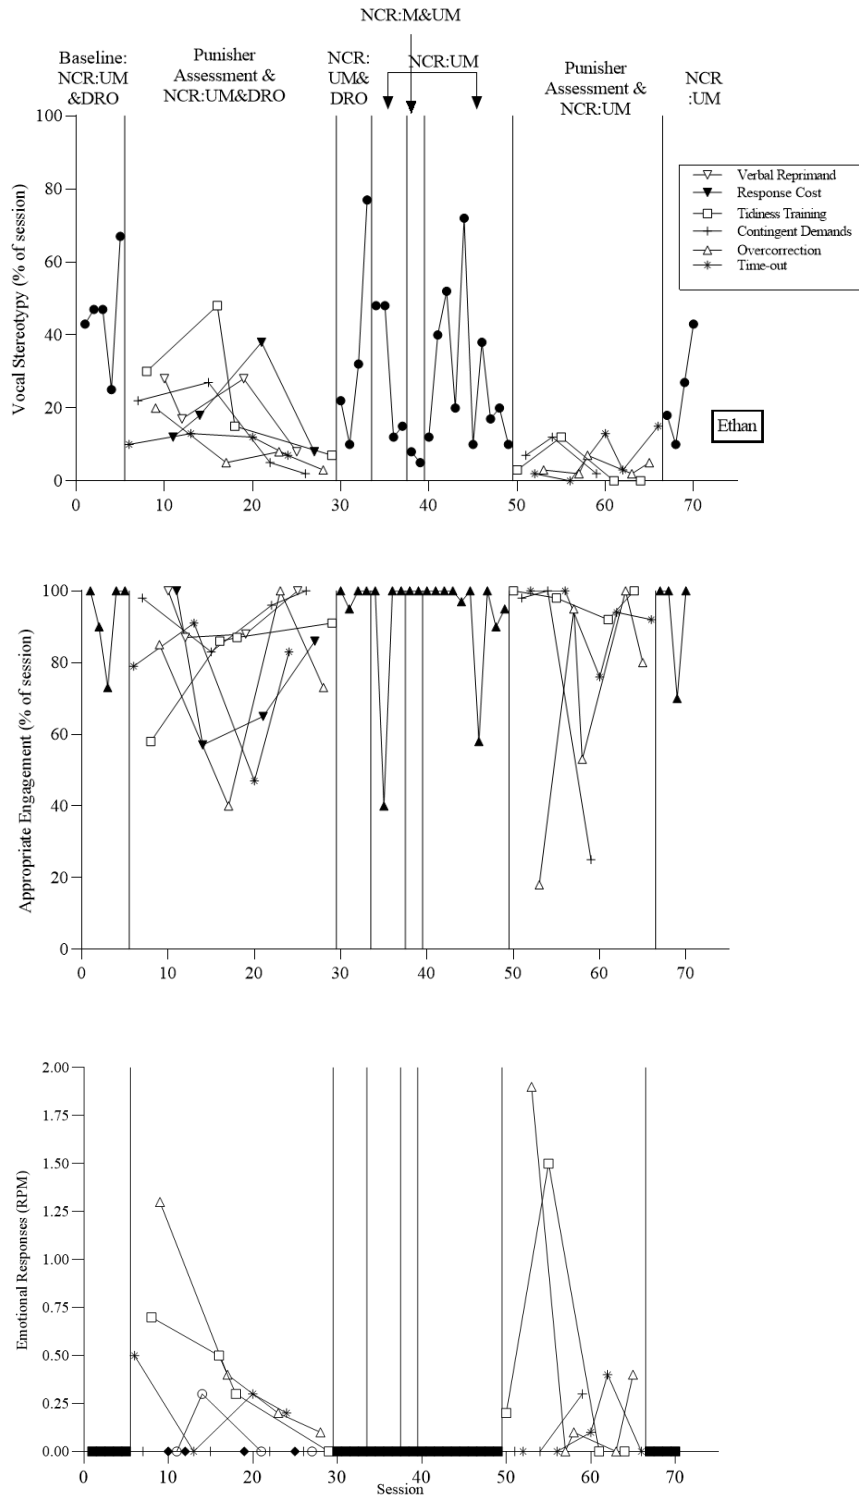 NCR:M&UM
Baseline:
NCR:UM
&DRO
Punisher
Assessment &
NCR:UM&DRO
NCR:
UM&
DRO
NCR:UM
Punisher
Assessment &
NCR:UM
NCR
:UM
Vocal Stereotypy (% of session)
100
80
60
40
20
0
0 10 20 30 40 50 60 70
Verbal Reprimand
Response Cost
Tidiness Training
Contingent Demands
Overcorrection
Time-out
Ethan
Appropriate Engagement (% of session)
100
80
60
40
20
0
0 10 20 30 40 50 60 70
Emotional Responses (RPM)
2.00
1.75
1.50
1.25
1.00
0.75
0.50
0.25
0.00
0 10 20 30 40 50 60 70
Session